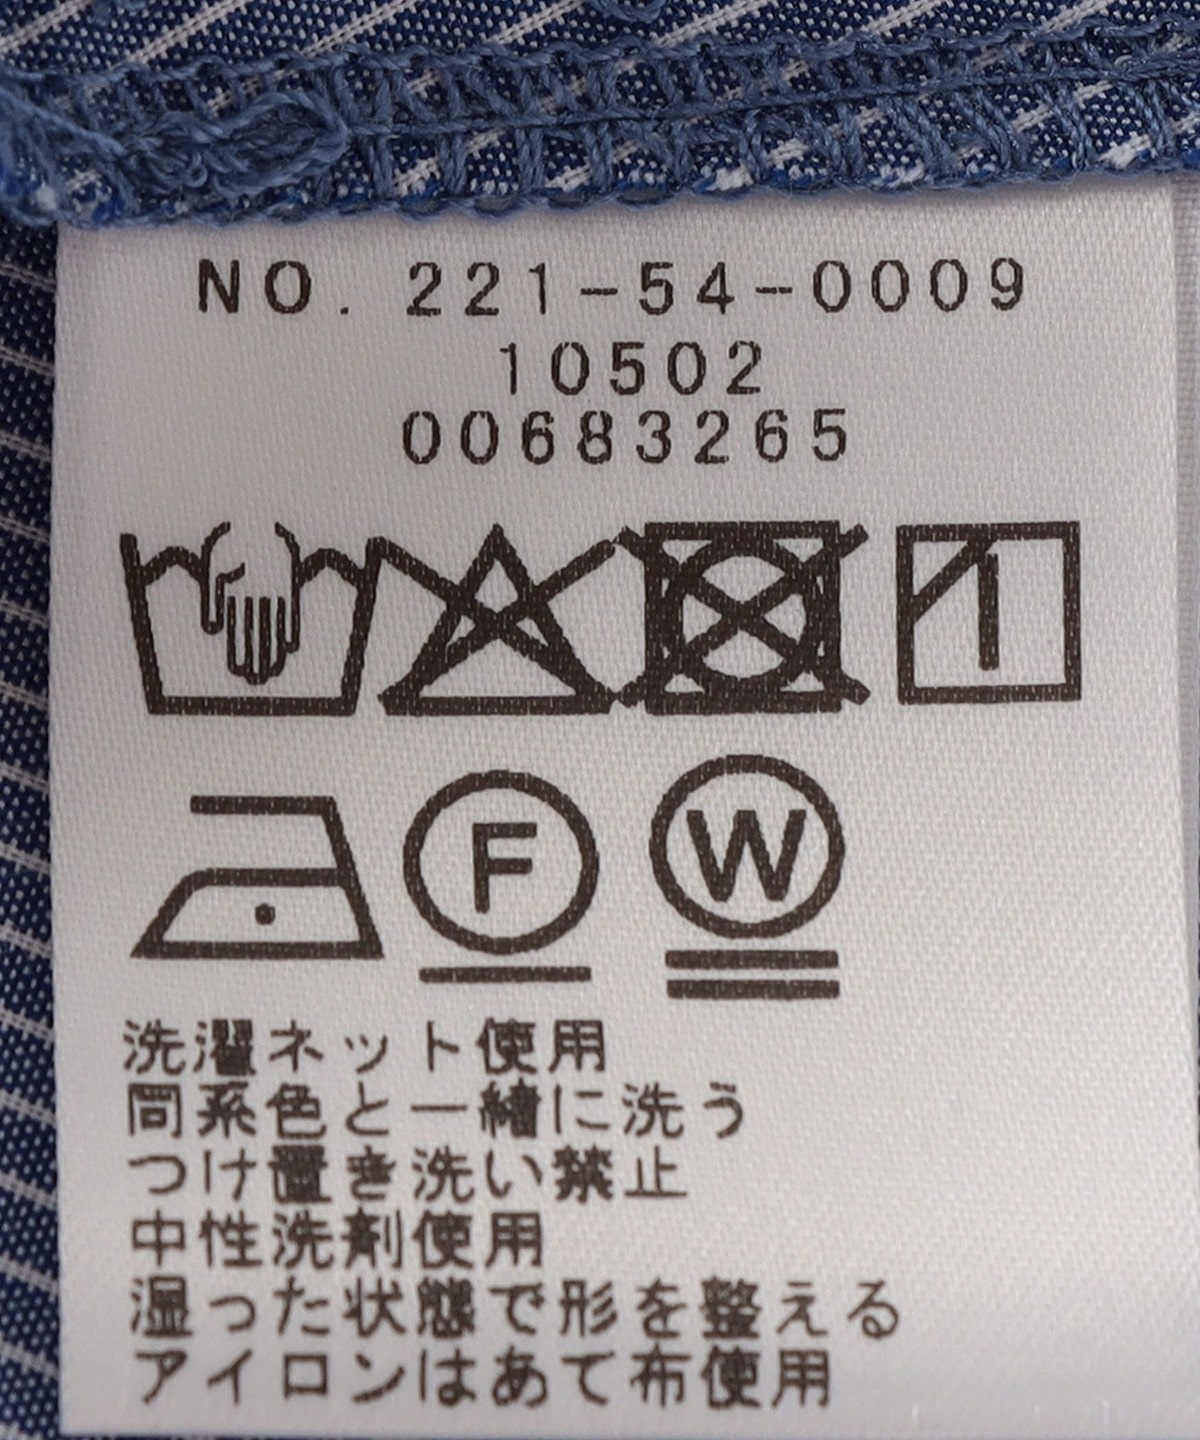 NO. 221-54-0009
10502
00683265
F W
洗濯ネット使用
同系色と一緒に洗う
つけ置き洗い禁止
中性洗剤使用
湿った状態で形を整える
アイロンはあて布使用